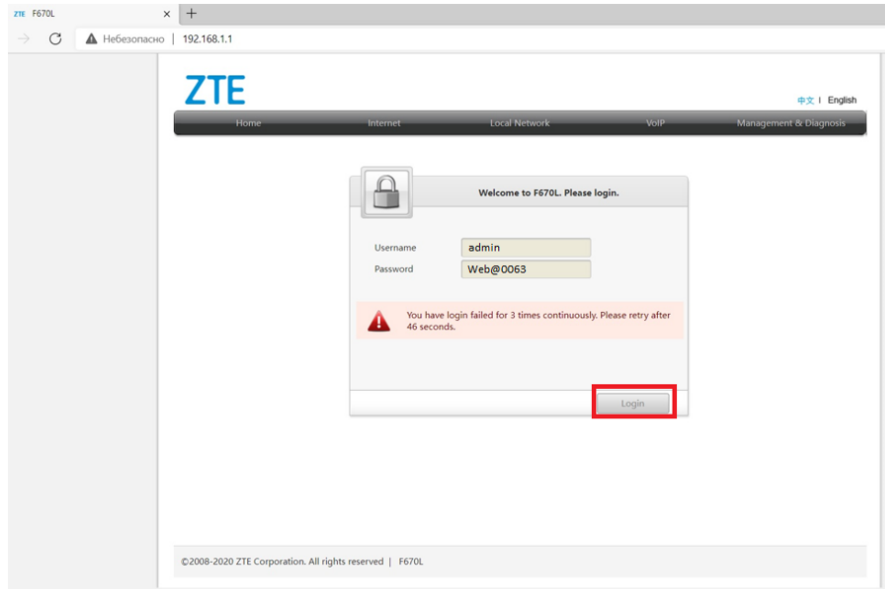 ZTE F670L
Небезопасно | 192.168.1.1
ZTE
中文 | English
Home Internet Local Network VoIP Management & Diagnosis
Welcome to F670L. Please login.
Username admin
Password Web@0063
You have login failed for 3 times continuously. Please retry after
46 seconds.
Login
©2008-2020 ZTE Corporation. All rights reserved | F670L